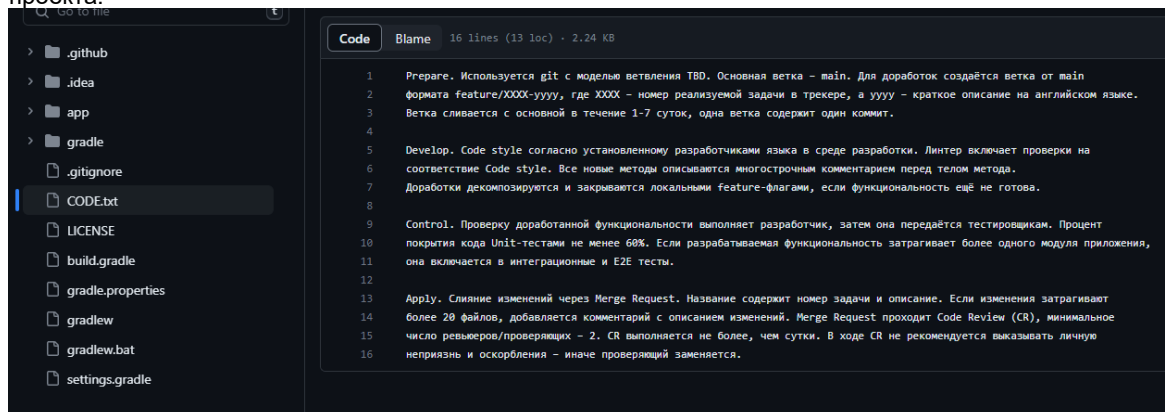 проекта.
Go to file
t
.github
.idea
app
gradle
.gitignore
CODE.txt
LICENSE
build.gradle
gradle.properties
gradlew
gradlew.bat
settings.gradle
Code Blame 16 lines (13 loc) · 2.24 KB
1 Prepare. Используется git с моделью ветвления TBD. Основная ветка – main. Для доработок создаётся ветка от main
2 формата feature/XXXX-yyyy, где XXXX – номер реализуемой задачи в трекере, а yyyy – краткое описание на английском языке.
3 Ветка сливается с основной в течение 1-7 суток, одна ветка содержит один коммит.
4
5 Develop. Code style согласно установленному разработчиками языка в среде разработки. Линтер включает проверки на
6 соответствие Code style. Все новые методы описываются многострочным комментарием перед телом метода.
7 Доработки декомпозируются и закрываются локальными feature-флагами, если функциональность ещё не готова.
8
9 Control. Проверку доработанной функциональности выполняет разработчик, затем она передаётся тестировщикам. Процент
10 покрытия кода Unit-тестами не менее 60%. Если разрабатываемая функциональность затрагивает более одного модуля приложения,
11 она включается в интеграционные и E2E тесты.
12
13 Apply. Слияние изменений через Merge Request. Название содержит номер задачи и описание. Если изменения затрагивают
14 более 20 файлов, добавляется комментарий с описанием изменений. Merge Request проходит Code Review (CR), минимальное
15 число ревьюеров/проверяющих – 2. CR выполняется не более, чем сутки. В ходе CR не рекомендуется выказывать личную
16 неприязнь и оскорбления – иначе проверяющий заменяется.